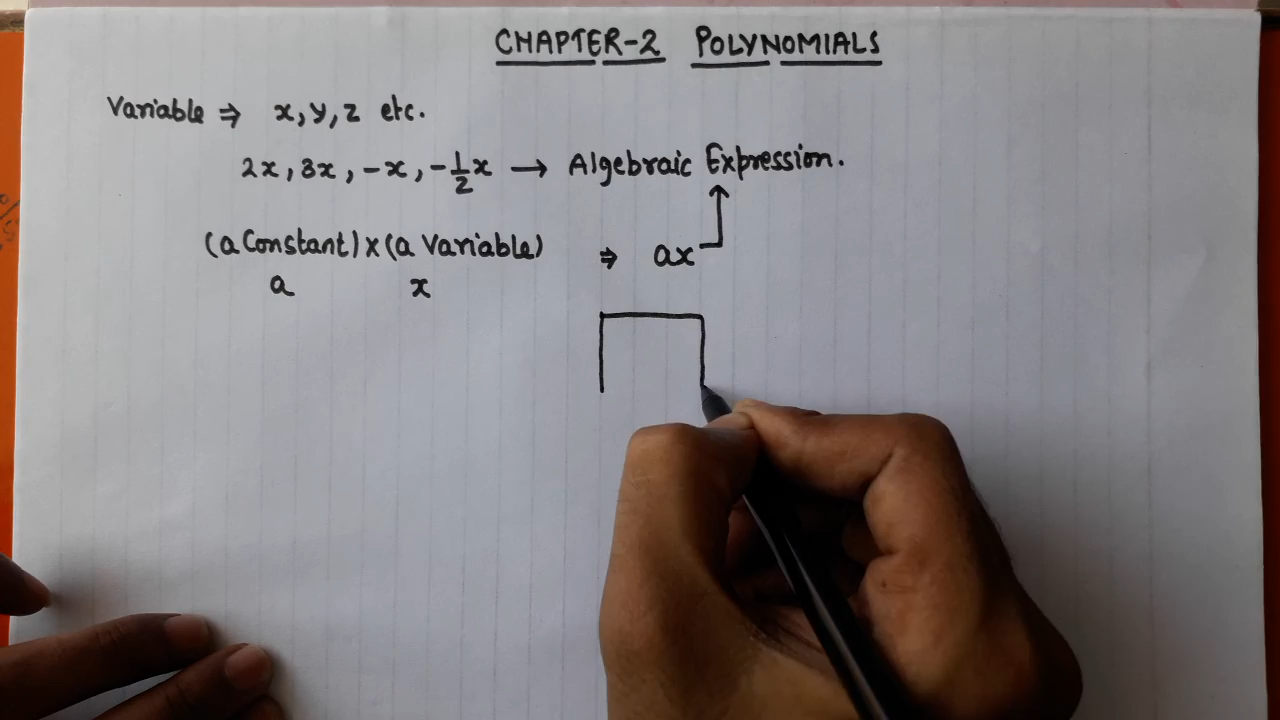 CHAPTER-2 POLYNOMIALS
Variable ⇒ x, y, z etc.
2x, 3x, -x, -1/2x → Algebraic Expression.
(a Constant) x (a Variable) ⇒ ax
a x